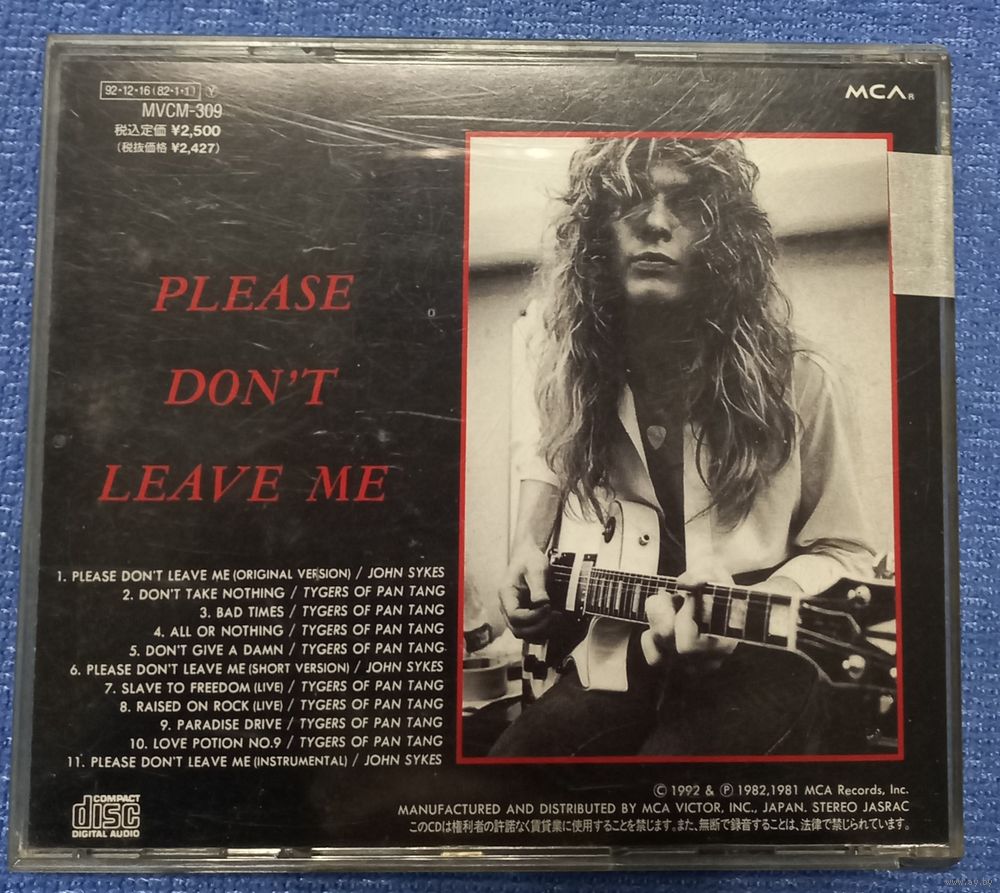 92・12・16(82・1・1) Y
MVCM-309
税込定価 ¥2,500
(税抜価格 ¥2,427)
MCA®
PLEASE
DON'T
LEAVE ME
1. PLEASE DON'T LEAVE ME (ORIGINAL VERSION) / JOHN SYKES
2. DON'T TAKE NOTHING / TYGERS OF PAN TANG
3. BAD TIMES / TYGERS OF PAN TANG
4. ALL OR NOTHING / TYGERS OF PAN TANG
5. DON'T GIVE A DAMN / TYGERS OF PAN TANG
6. PLEASE DON'T LEAVE ME (SHORT VERSION) / JOHN SYKES
7. SLAVE TO FREEDOM (LIVE) / TYGERS OF PAN TANG
8. RAISED ON ROCK (LIVE) / TYGERS OF PAN TANG
9. PARADISE DRIVE / TYGERS OF PAN TANG
10. LOVE POTION NO.9 / TYGERS OF PAN TANG
11. PLEASE DON'T LEAVE ME (INSTRUMENTAL) / JOHN SYKES
COMPACT
disc
DIGITAL AUDIO
Ⓒ 1992 & Ⓟ 1982,1981 MCA Records, Inc.
MANUFACTURED AND DISTRIBUTED BY MCA VICTOR, INC., JAPAN. STEREO JASRAC
このCDは権利者の許諾なく賃貸業に使用することを禁じます。また、無断で録音することは、法律で禁じられています。
www.ay.by